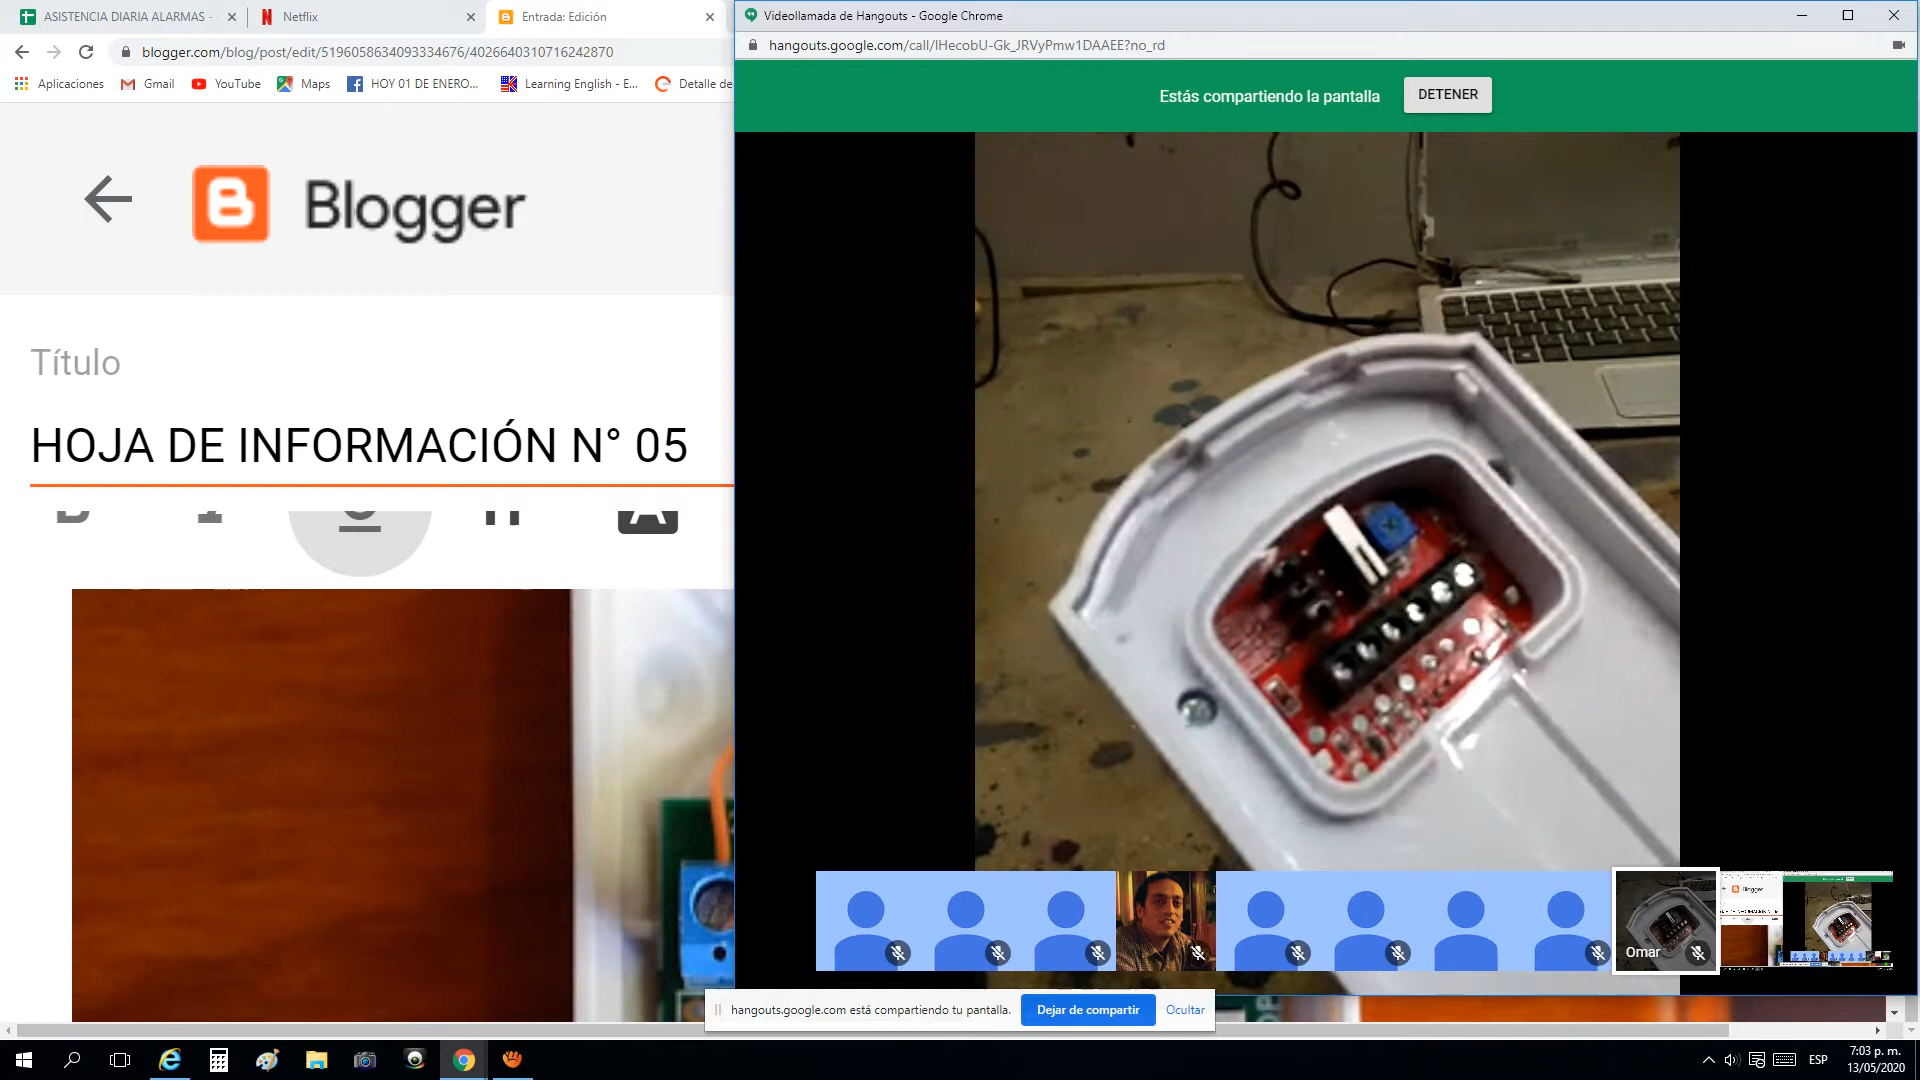 ASISTENCIA DIARIA ALARMAS -
Netflix
Entrada: Edición
blogger.com/blog/post/edit/5196058634093334676/4026640310716242870
Aplicaciones
Gmail
YouTube
Maps
HOY 01 DE ENERO...
Learning English - E...
Detalle de
Blogger
Título
HOJA DE INFORMACIÓN N° 05
Videollamada de Hangouts - Google Chrome
hangouts.google.com/call/lHecobU-Gk_JRVyPmw1DAAEE?no_rd
Estás compartiendo la pantalla
DETENER
Omar
Blogger
hangouts.google.com está compartiendo tu pantalla.
Dejar de compartir
Ocultar
ESP
7:03 p. m.
13/05/2020